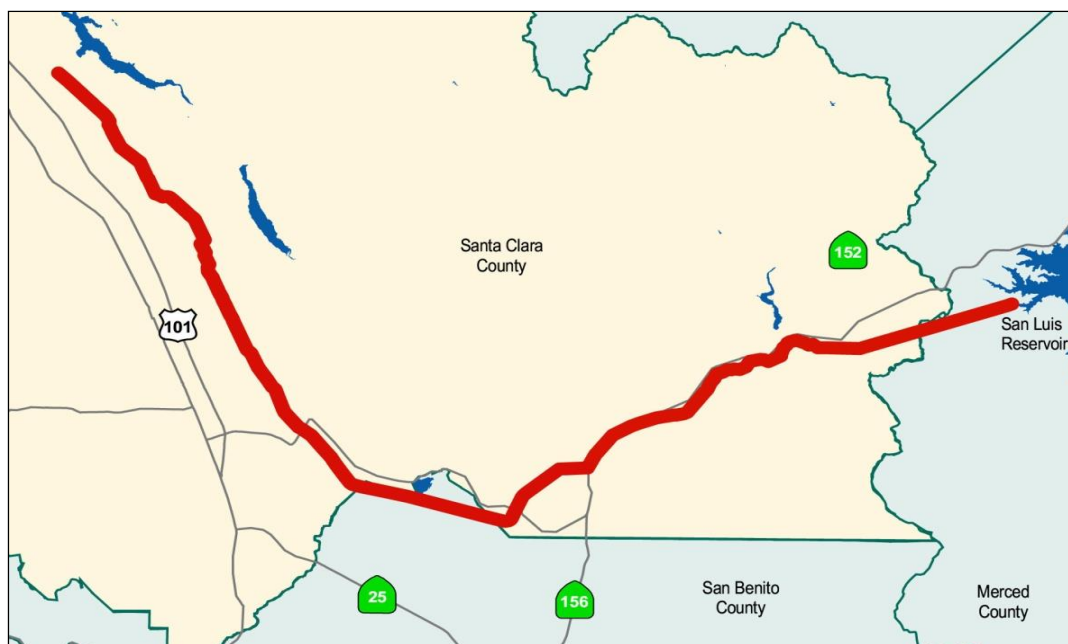 Santa Clara
County
152
101
San Luis
Reservoir
25
156
San Benito
County
Merced
County